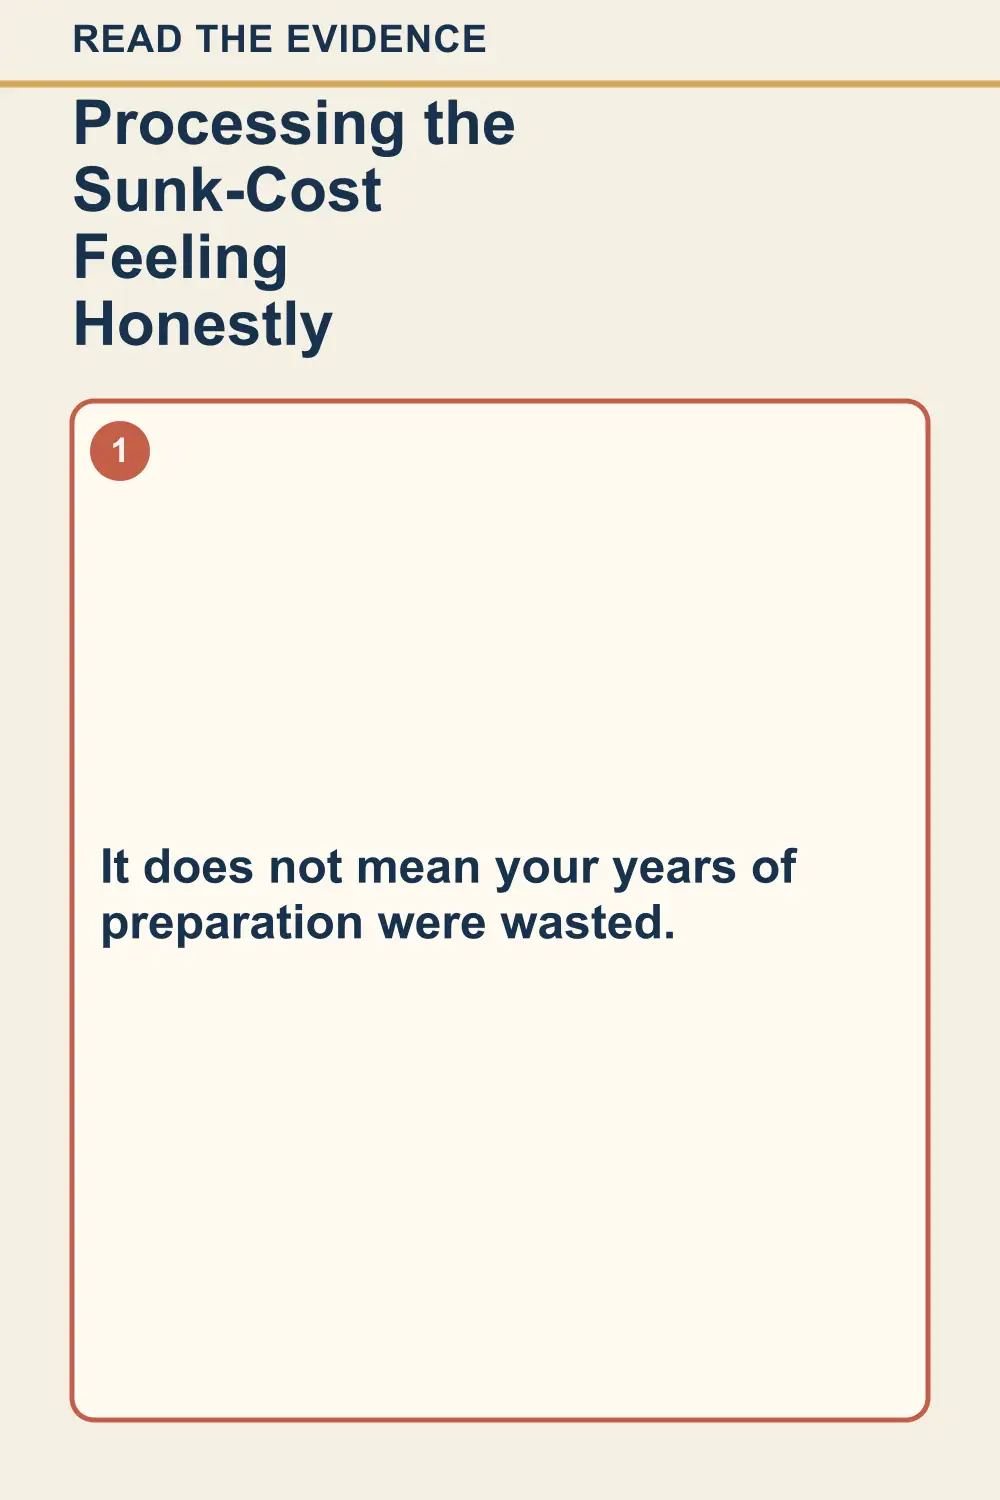 READ THE EVIDENCE
Processing the
Sunk-Cost
Feeling
Honestly
1
It does not mean your years of
preparation were wasted.